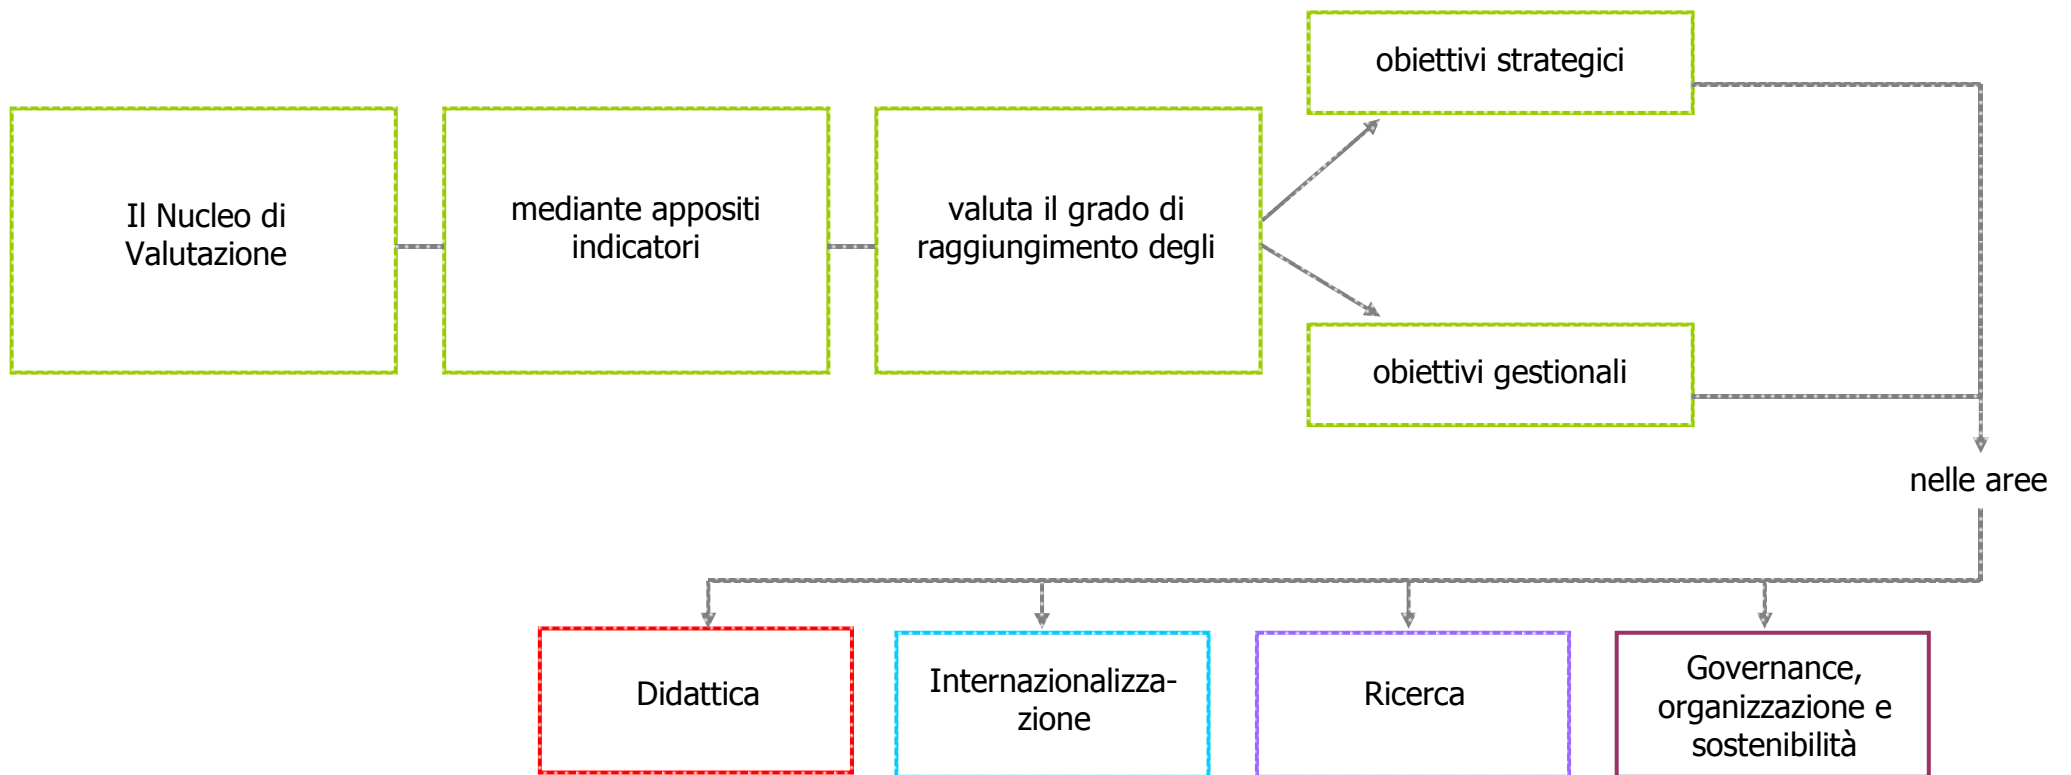 Il Nucleo di
Valutazione
mediante appositi
indicatori
valuta il grado di
raggiungimento degli
obiettivi strategici
obiettivi gestionali
nelle aree
Didattica
Internazionalizza-
zione
Ricerca
Governance,
organizzazione e
sostenibilità